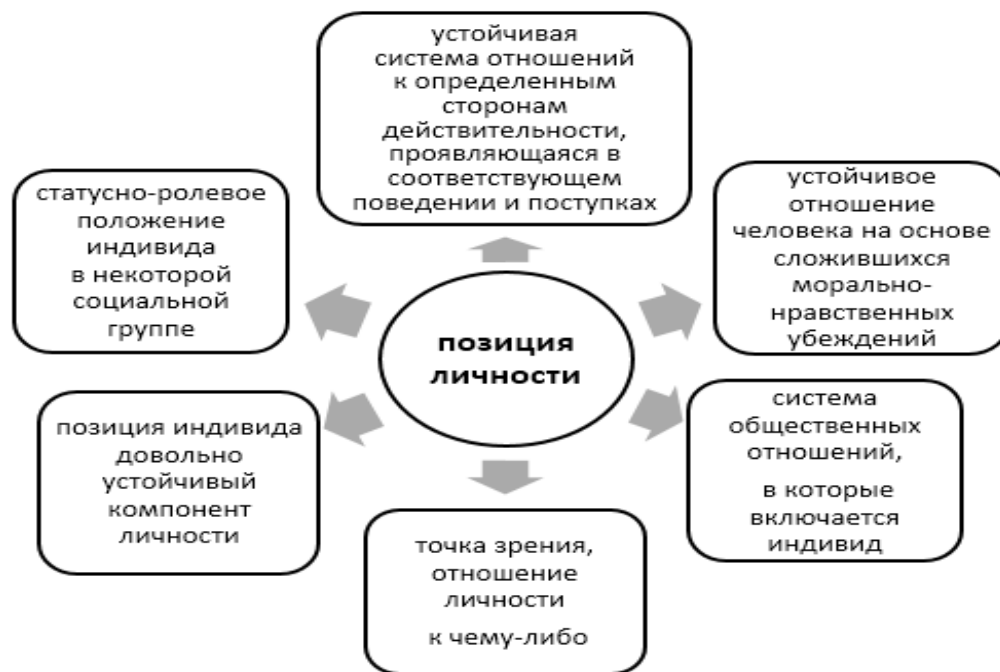 устойчивая
система отношений
к определенным
сторонам
действительности,
проявляющаяся в
соответствующем
поведении и поступках
статусно-ролевое
положение
индивида
в некоторой
социальной
группе
устойчивое
отношение
человека на основе
сложившихся
морально-
нравственных
убеждений
позиция
личности
позиция индивида
довольно
устойчивый
компонент
личности
система
общественных
отношений,
в которые
включается
индивид
точка зрения,
отношение
личности
к чему-либо